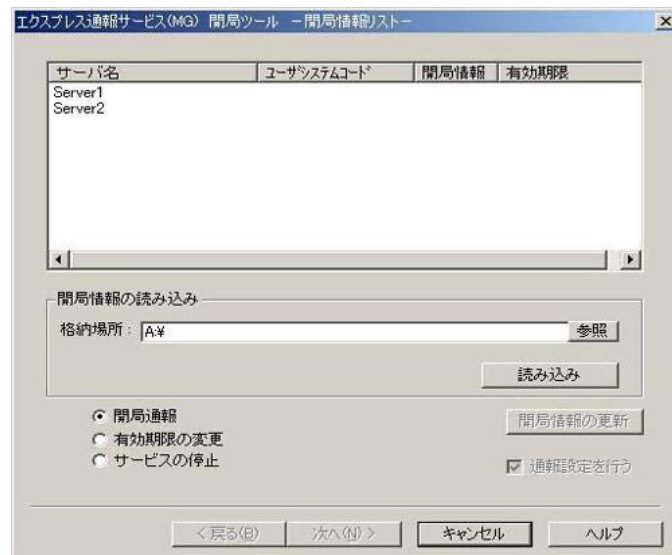 エクスプレス通報サービス(MG) 開局ツール －開局情報リスト－
サーバ名 ユーザシステムコード 開局情報 有効期限
Server1
Server2
開局情報の読み込み
格納場所： A:¥ 参照
読み込み
開局通報
開局情報の更新
有効期限の変更
サービスの停止
通報設定を行う
< 戻る(B) 次へ(N) > キャンセル ヘルプ